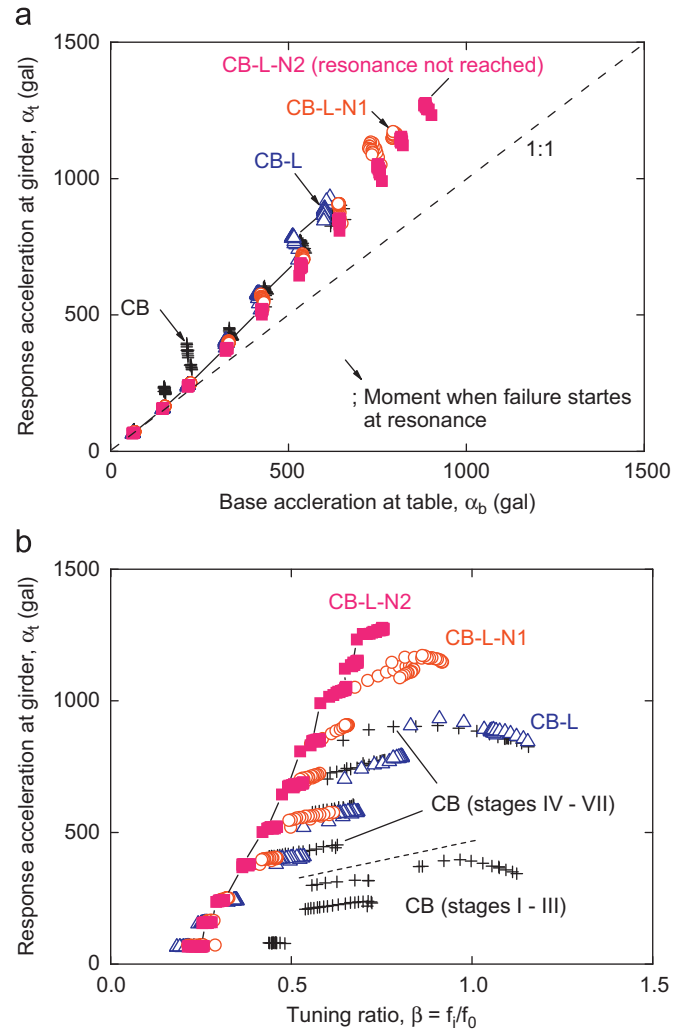 a
1500
1000
500
0
Response acceleration at girder, αt (gal)
CB-L-N2 (resonance not reached)
CB-L-N1
CB-L
1:1
CB
; Moment when failure startes
at resonance
0
500
1000
1500
Base accleration at table, αb (gal)
b
1500
1000
500
0
Response acceleration at girder, αt (gal)
CB-L-N2
CB-L-N1
CB-L
CB (stages IV - VII)
CB (stages I - III)
0.0
0.5
1.0
1.5
Tuning ratio, β = fi/f0